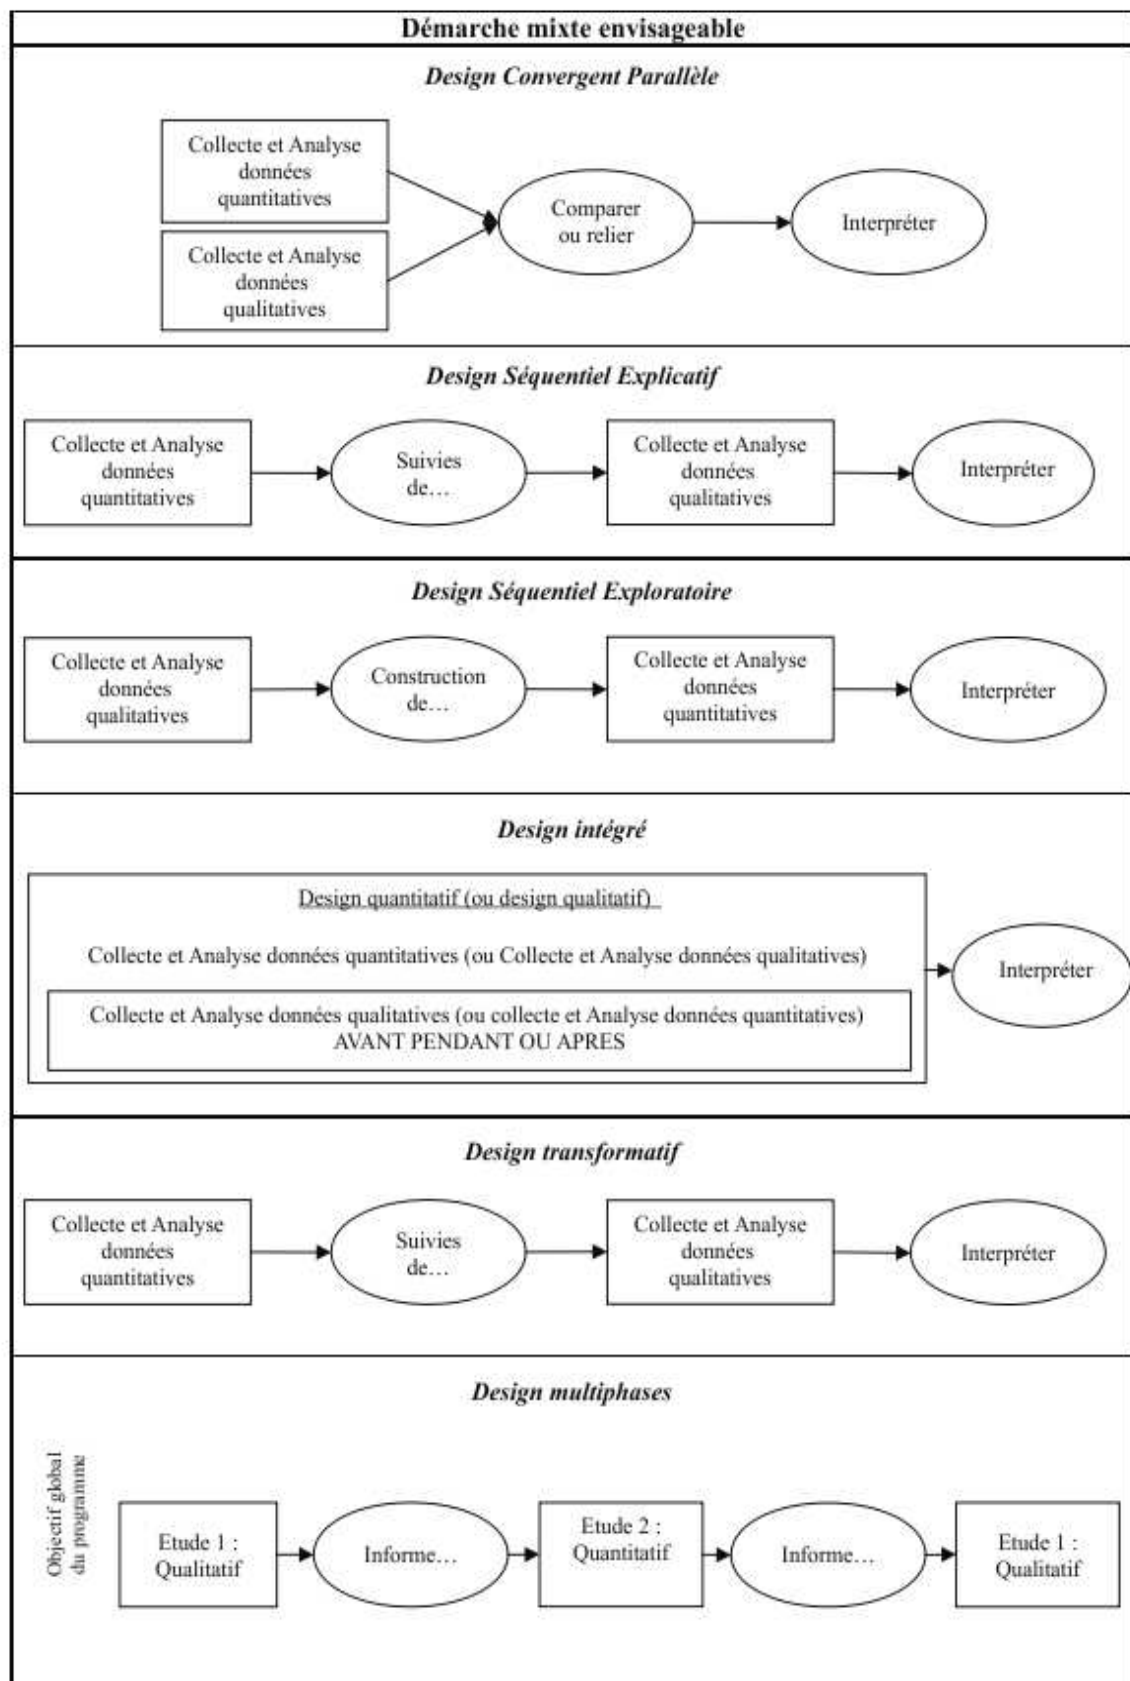 Démarche mixte envisageable
Design Convergent Parallèle
Collecte et Analyse
données
quantitatives
Collecte et Analyse
données
qualitatives
Comparer
ou relier
Interpréter
Design Séquentiel Explicatif
Collecte et Analyse
données
quantitatives
Suivies
de…
Collecte et Analyse
données
qualitatives
Interpréter
Design Séquentiel Exploratoire
Collecte et Analyse
données
qualitatives
Construction
de…
Collecte et Analyse
données
quantitatives
Interpréter
Design intégré
Design quantitatif (ou design qualitatif)
Collecte et Analyse données quantitatives (ou Collecte et Analyse données qualitatives)
Collecte et Analyse données qualitatives (ou collecte et Analyse données quantitatives)
AVANT PENDANT OU APRES
Interpréter
Design transformatif
Collecte et Analyse
données
quantitatives
Suivies
de…
Collecte et Analyse
données
qualitatives
Interpréter
Design multiphases
Objectif global
du programme
Etude 1 :
Qualitatif
Informe…
Etude 2 :
Quantitatif
Informe…
Etude 1 :
Qualitatif